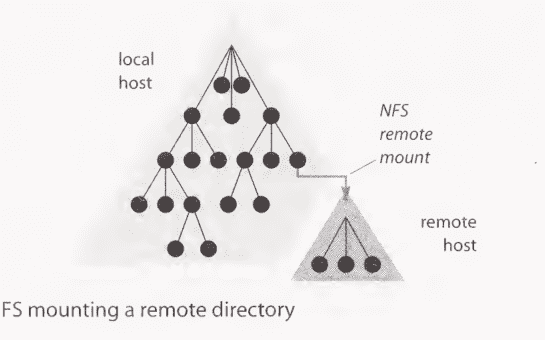 local
host
NFS
remote
mount
remote
host
FS mounting a remote directory